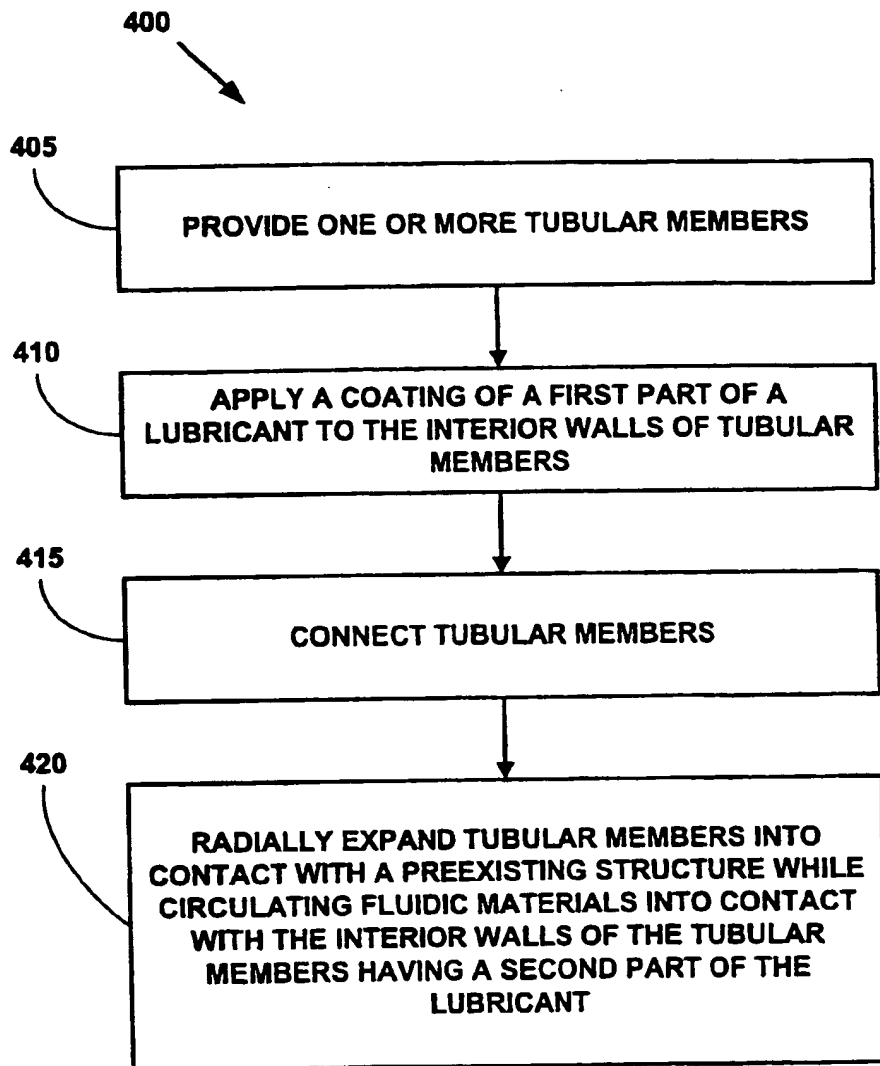 400
405
PROVIDE ONE OR MORE TUBULAR MEMBERS
410
APPLY A COATING OF A FIRST PART OF A
LUBRICANT TO THE INTERIOR WALLS OF TUBULAR
MEMBERS
415
CONNECT TUBULAR MEMBERS
420
RADIALLY EXPAND TUBULAR MEMBERS INTO
CONTACT WITH A PREEXISTING STRUCTURE WHILE
CIRCULATING FLUIDIC MATERIALS INTO CONTACT
WITH THE INTERIOR WALLS OF THE TUBULAR
MEMBERS HAVING A SECOND PART OF THE
LUBRICANT